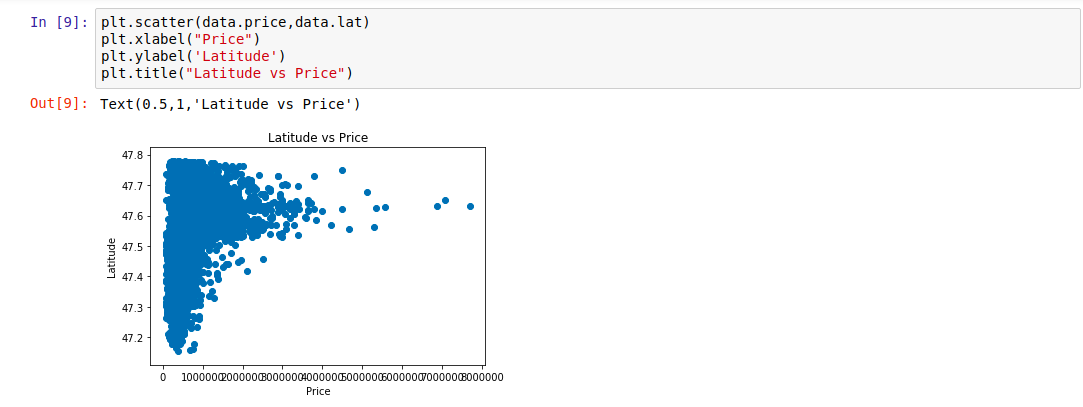 In [9]: plt.scatter(data.price,data.lat)
plt.xlabel("Price")
plt.ylabel('Latitude')
plt.title("Latitude vs Price")
Out[9]: Text(0.5,1,'Latitude vs Price')
Latitude vs Price
47.8
47.7
47.6
47.5
47.4
47.3
47.2
Latitude
0 1000000 2000000 3000000 4000000 5000000 6000000 7000000 8000000
Price